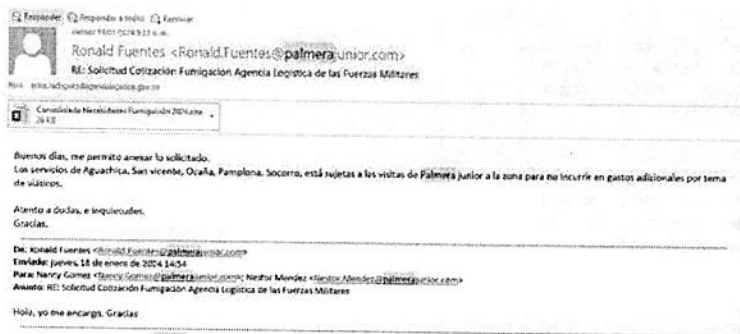 Responder Responder a todos Reenviar
Ronald Fuentes <Ronald.Fuentes@palmerajunior.com>
RE: Solicitud Cotización: Fumigación Agencia Logística de las Fuerzas Militares
Para
Consolidado Necesidades Fumigación 2024.xlsx
26 KB
Buenos días, me permito anexar lo solicitado.
Los servicios de Aguachica, San vicente, Ocaña, Pamplona, Socorro, está sujetas a las visitas de Palmera junior a la zona para no incurrir en gastos adicionales por tema
de viáticos.
Atento a dudas, e inquietudes.
Gracias.
De: Ronald Fuentes <Ronald.Fuentes@palmerajunior.com>
Enviado: jueves, 18 de enero de 2024 14:54
Para: Nancy Gomez <Nancy.Gomez@palmerajunior.com>; Nestor Mendez <Nestor.Mendez@palmerajunior.com>
Asunto: RE: Solicitud Cotización Fumigación Agencia Logística de las Fuerzas Militares
Hola, yo me encargo. Gracias